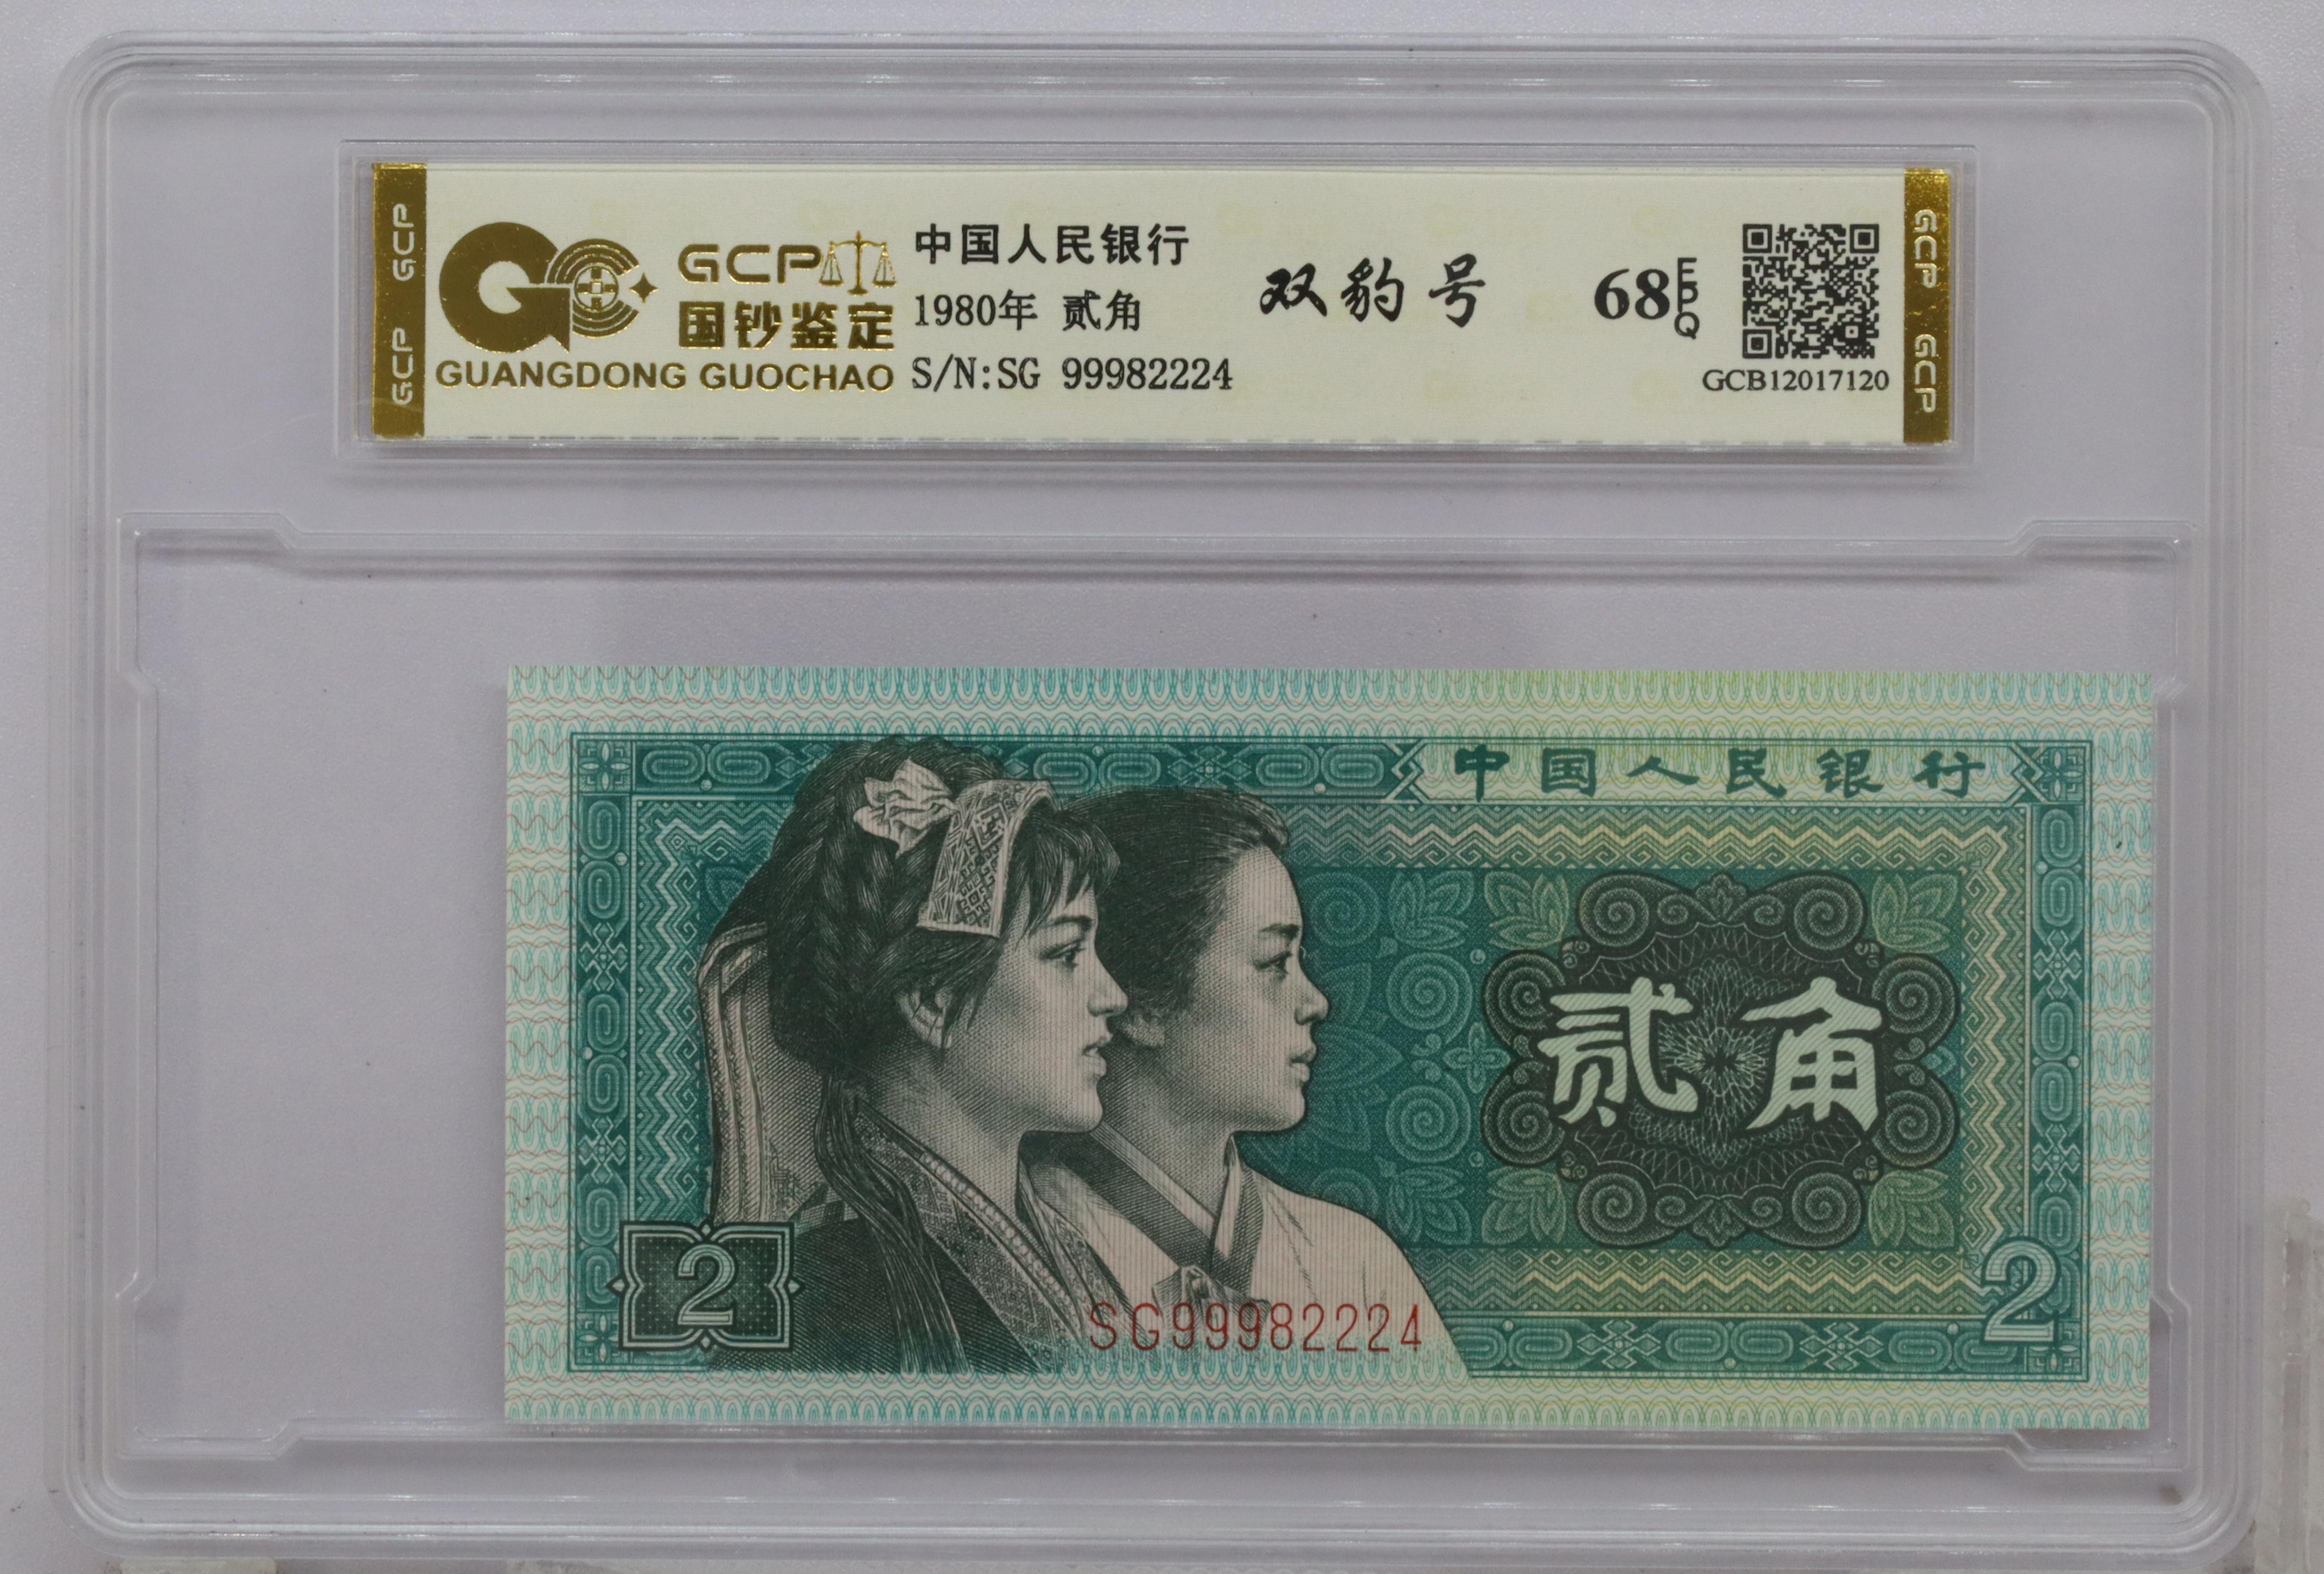 GCP GCP
GCP
国钞鉴定
GUANGDONG GUOCHAO
中国人民银行
1980年 贰角
S/N:SG 99982224
双豹号
68 EPQ
GCB12017120
GCP GCP
中国人民银行
贰角
2
2
SG99982224